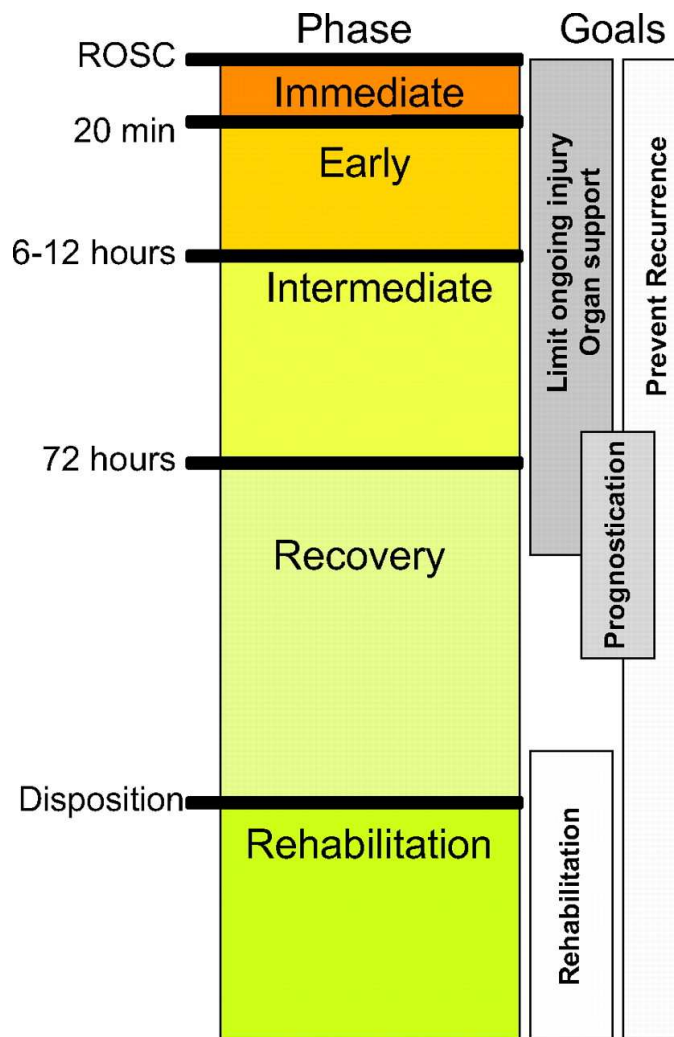 Phase
Goals
ROSC
Immediate
20 min
Early
6-12 hours
Intermediate
72 hours
Recovery
Disposition
Rehabilitation
Limit ongoing injury
Organ support
Prevent Recurrence
Prognostication
Rehabilitation